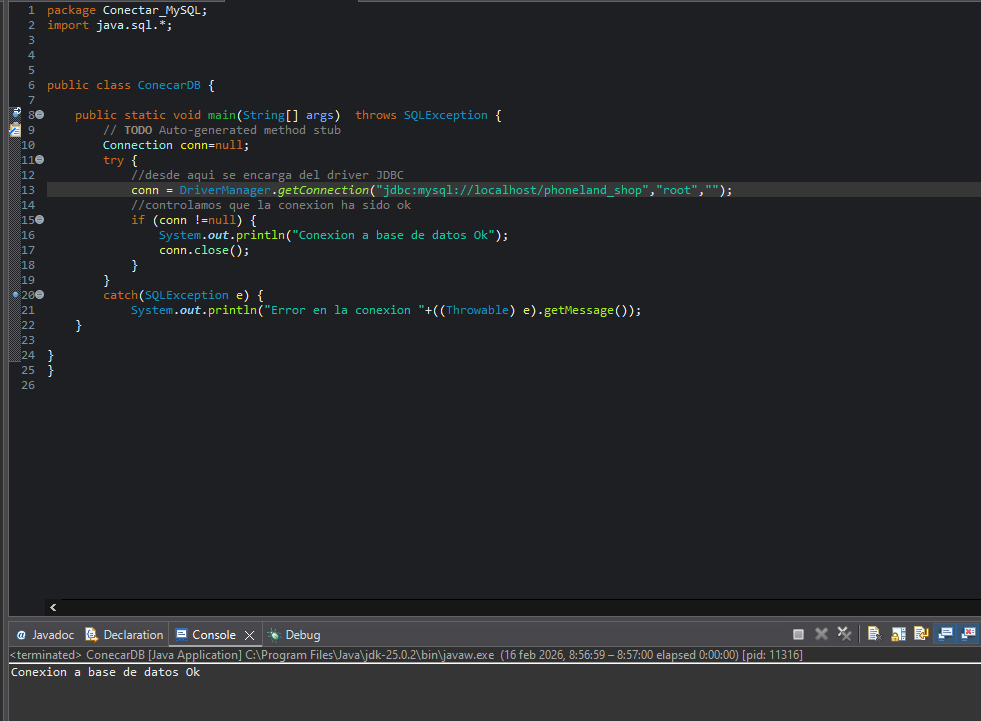 1 package Conectar_MySQL;
2 import java.sql.*;
3
4
5
6 public class ConecarDB {
7
8 public static void main(String[] args)  throws SQLException {
9 // TODO Auto-generated method stub
10 Connection conn=null;
11 try {
12 //desde aqui se encarga del driver JDBC
13 conn = DriverManager.getConnection("jdbc:mysql://localhost/phoneland_shop","root","");
14 //controlamos que la conexion ha sido ok
15 if (conn !=null) {
16 System.out.println("Conexion a base de datos Ok");
17 conn.close();
18 }
19 }
20 catch(SQLException e) {
21 System.out.println("Error en la conexion "+((Throwable) e).getMessage());
22 }
23
24 }
25 }
26
@ Javadoc Declaration Console Debug
<terminated> ConecarDB [Java Application] C:\Program Files\Java\jdk-25.0.2\bin\javaw.exe (16 feb 2026, 8:56:59 – 8:57:00 elapsed 0:00:00) [pid: 11316]
Conexion a base de datos Ok